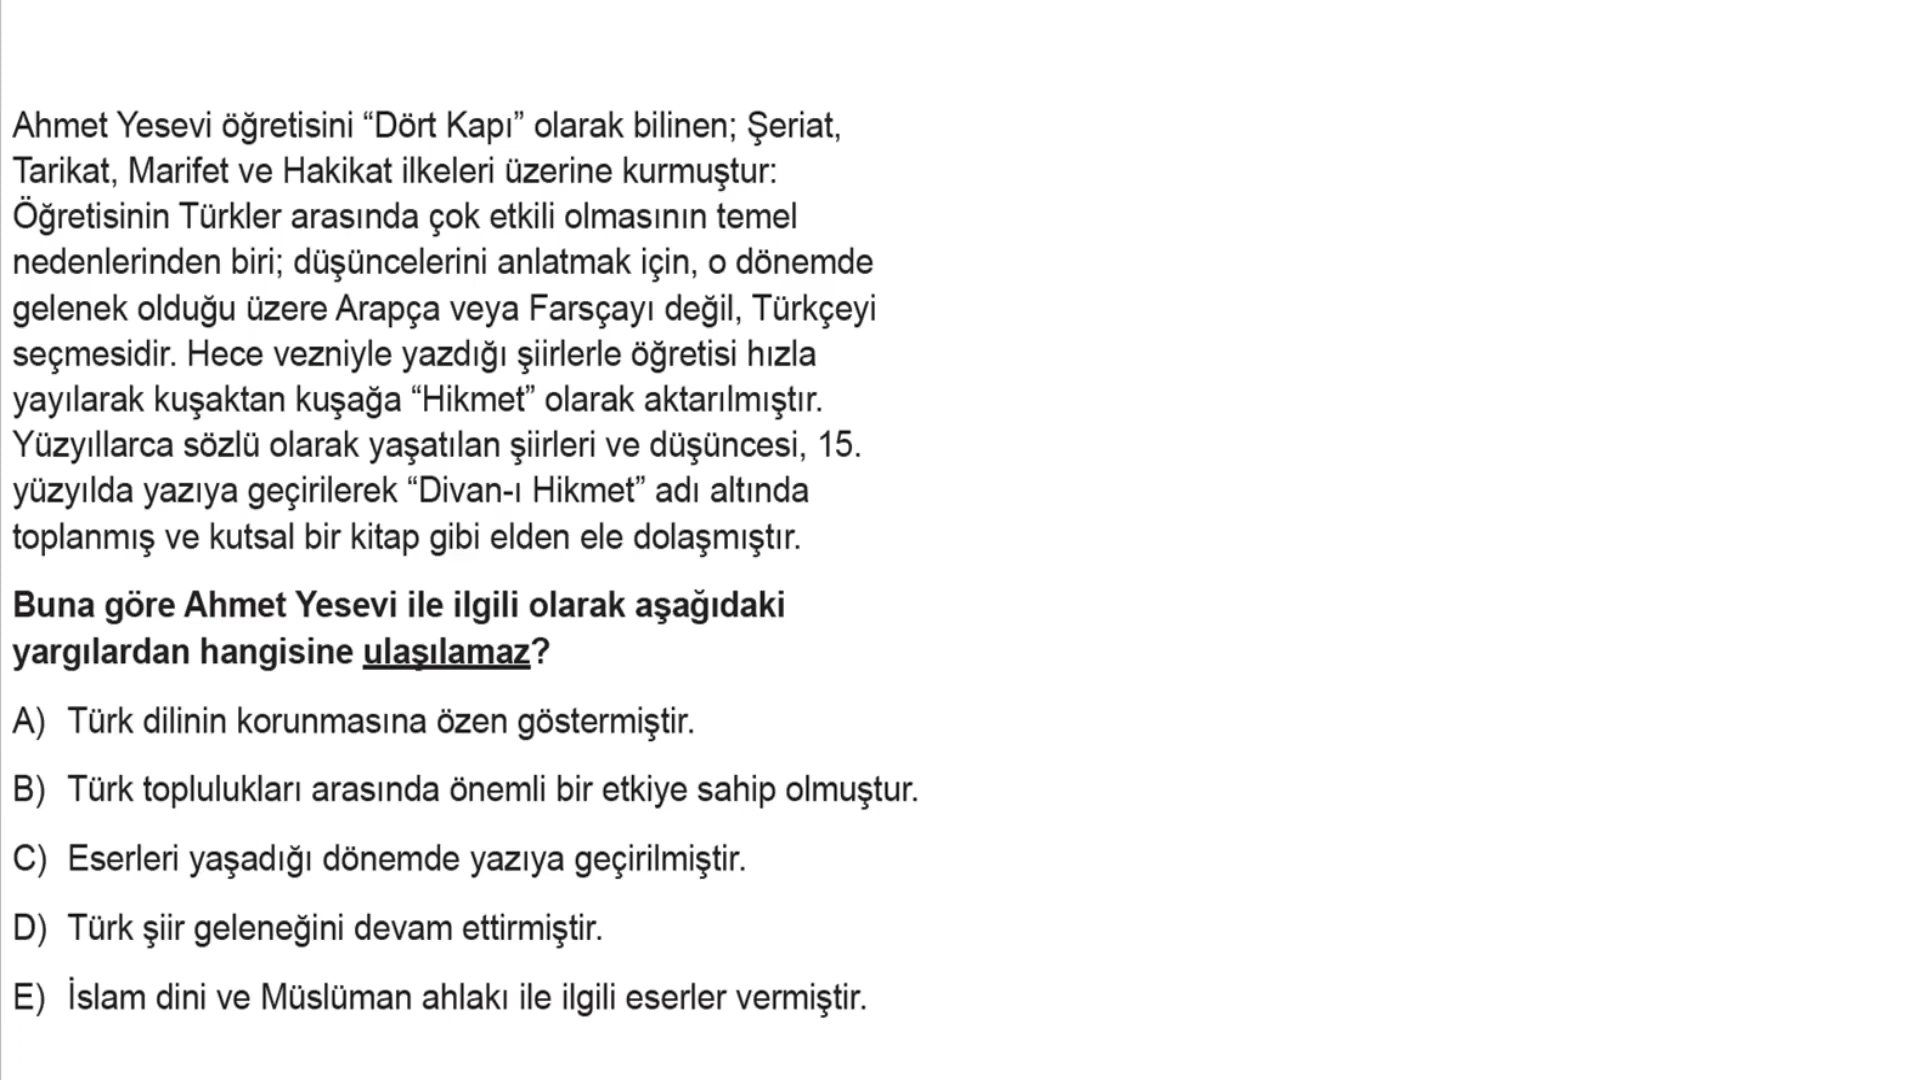 Ahmet Yesevi öğretisini “Dört Kapı” olarak bilinen; Şeriat,
Tarikat, Marifet ve Hakikat ilkeleri üzerine kurmuştur:
Öğretisinin Türkler arasında çok etkili olmasının temel
nedenlerinden biri; düşüncelerini anlatmak için, o dönemde
gelenek olduğu üzere Arapça veya Farsçayı değil, Türkçeyi
seçmesidir. Hece vezniyle yazdığı şiirlerle öğretisi hızla
yayılarak kuşaktan kuşağa “Hikmet” olarak aktarılmıştır.
Yüzyıllarca sözlü olarak yaşatılan şiirleri ve düşüncesi, 15.
yüzyılda yazıya geçirilerek “Divan-ı Hikmet” adı altında
toplanmış ve kutsal bir kitap gibi elden ele dolaşmıştır.
Buna göre Ahmet Yesevi ile ilgili olarak aşağıdaki
yargılardan hangisine ulaşılamaz?
A) Türk dilinin korunmasına özen göstermiştir.
B) Türk toplulukları arasında önemli bir etkiye sahip olmuştur.
C) Eserleri yaşadığı dönemde yazıya geçirilmiştir.
D) Türk şiir geleneğini devam ettirmiştir.
E) İslam dini ve Müslüman ahlakı ile ilgili eserler vermiştir.